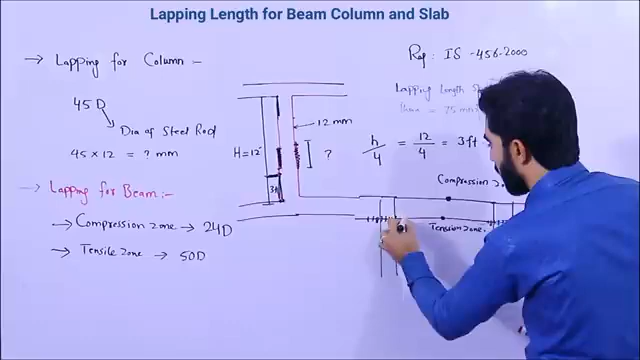 Lapping Length for Beam Column and Slab
→ Lapping for Column:-
45 D
Dia of Steel Rod
45 × 12 = ? mm
→ Lapping for Beam:-
→ Compression zone → 24D
→ Tensile zone → 50D
H=12'
3ft
12 mm
?
Ref: IS-456-2000
Lapping Length
= 75 mm
h/4 = 12/4 = 3ft
Compression
Tension zone.